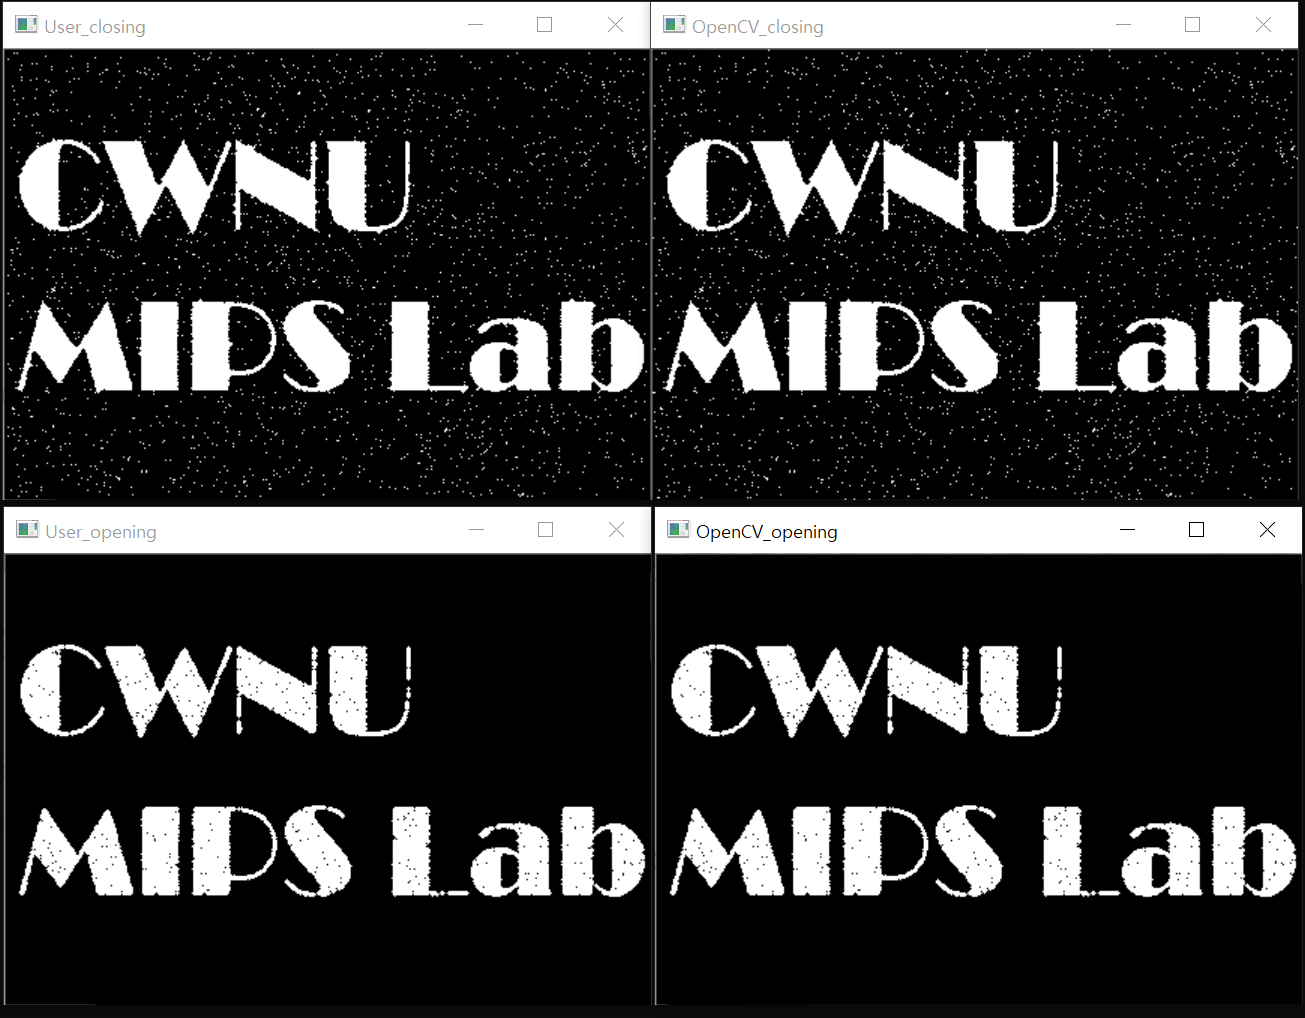 User_closing
OpenCV_closing
CWNU
MIPS Lab
CWNU
MIPS Lab
User_opening
OpenCV_opening
CWNU
MIPS Lab
CWNU
MIPS Lab